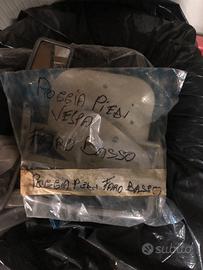 POGGIA PIEDI
VESPA
FARO BASSO
POGGIA PIEDI FARO BASSO
subito